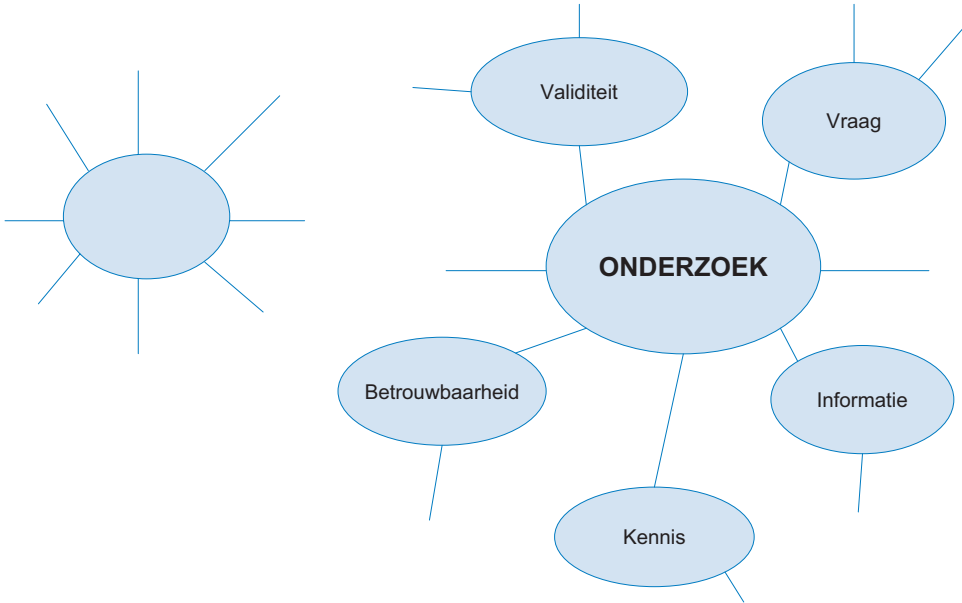 Validiteit
Vraag
ONDERZOEK
Betrouwbaarheid
Informatie
Kennis